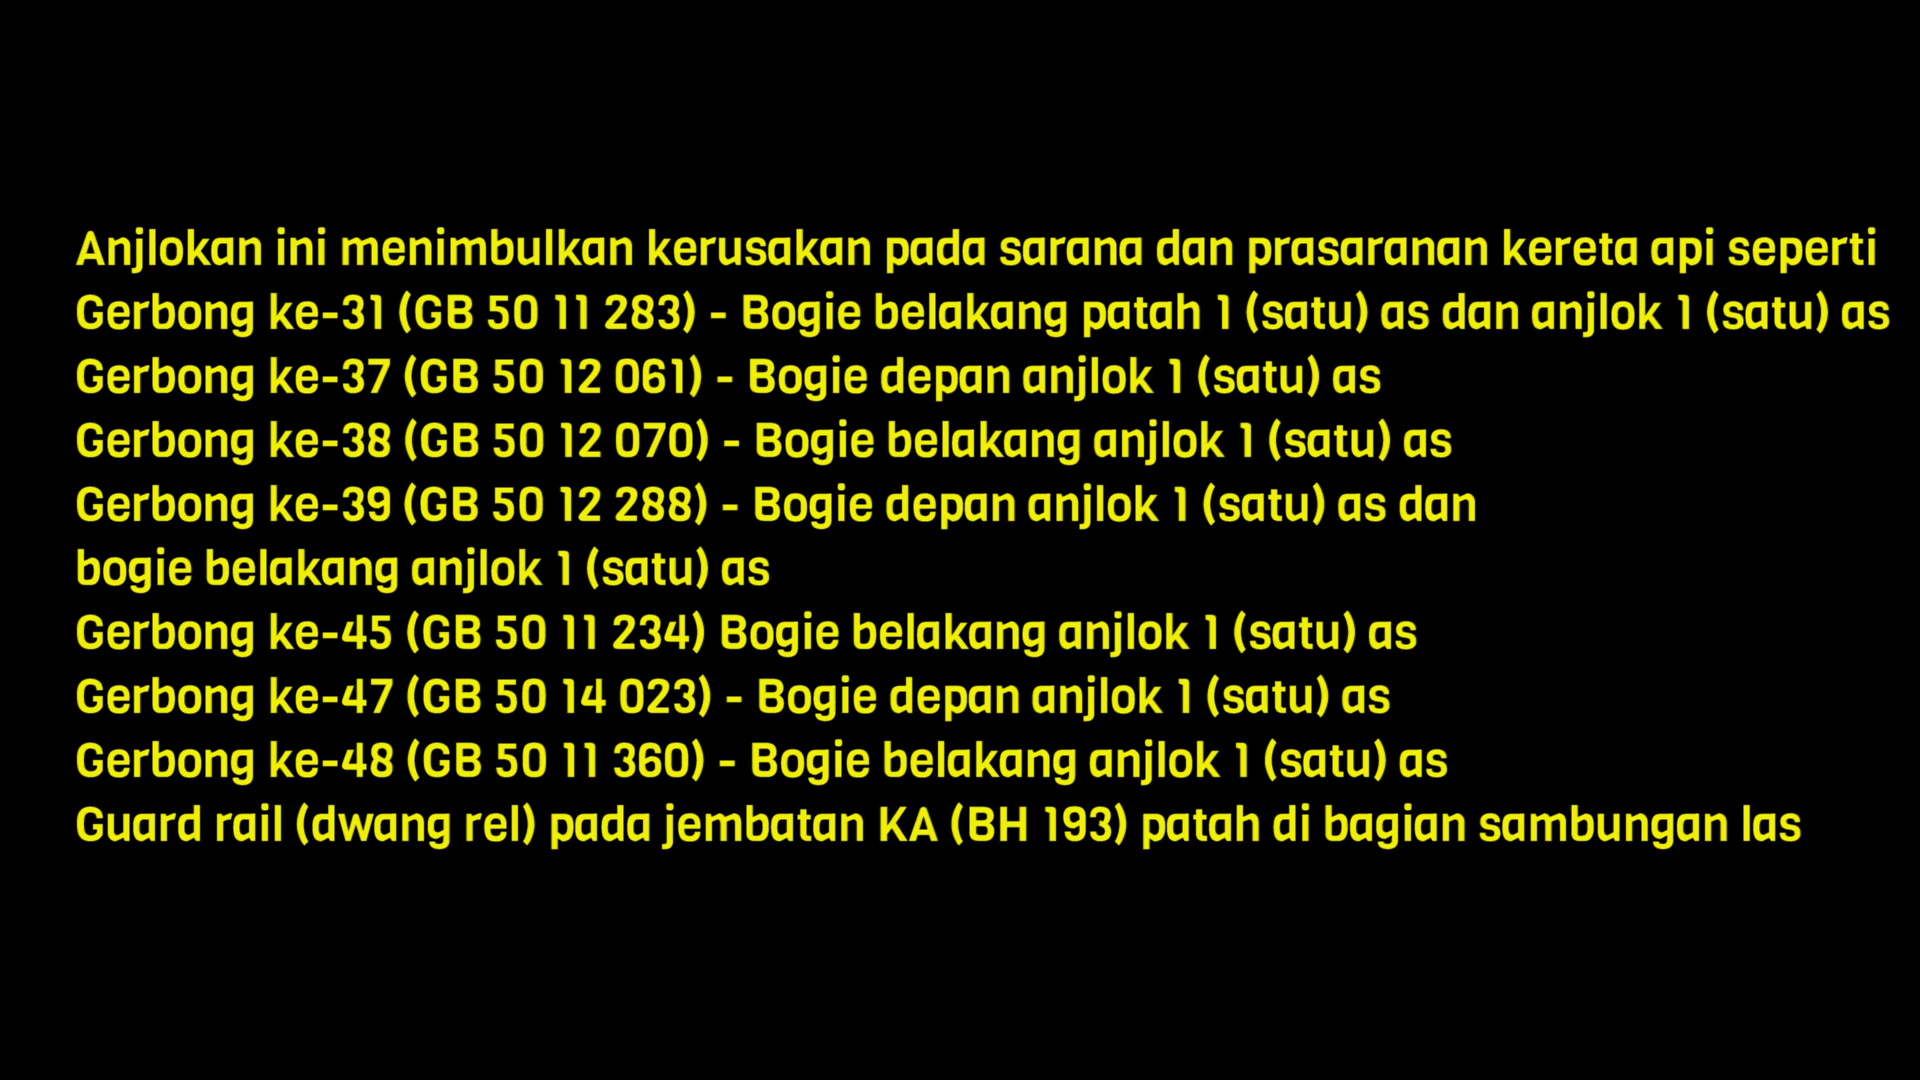 Anjlokan ini menimbulkan kerusakan pada sarana dan prasaranan kereta api seperti
Gerbong ke-31 (GB 50 11 283) - Bogie belakang patah 1 (satu) as dan anjlok 1 (satu) as
Gerbong ke-37 (GB 50 12 061) - Bogie depan anjlok 1 (satu) as
Gerbong ke-38 (GB 50 12 070) - Bogie belakang anjlok 1 (satu) as
Gerbong ke-39 (GB 50 12 288) - Bogie depan anjlok 1 (satu) as dan
bogie belakang anjlok 1 (satu) as
Gerbong ke-45 (GB 50 11 234) Bogie belakang anjlok 1 (satu) as
Gerbong ke-47 (GB 50 14 023) - Bogie depan anjlok 1 (satu) as
Gerbong ke-48 (GB 50 11 360) - Bogie belakang anjlok 1 (satu) as
Guard rail (dwang rel) pada jembatan KA (BH 193) patah di bagian sambungan las